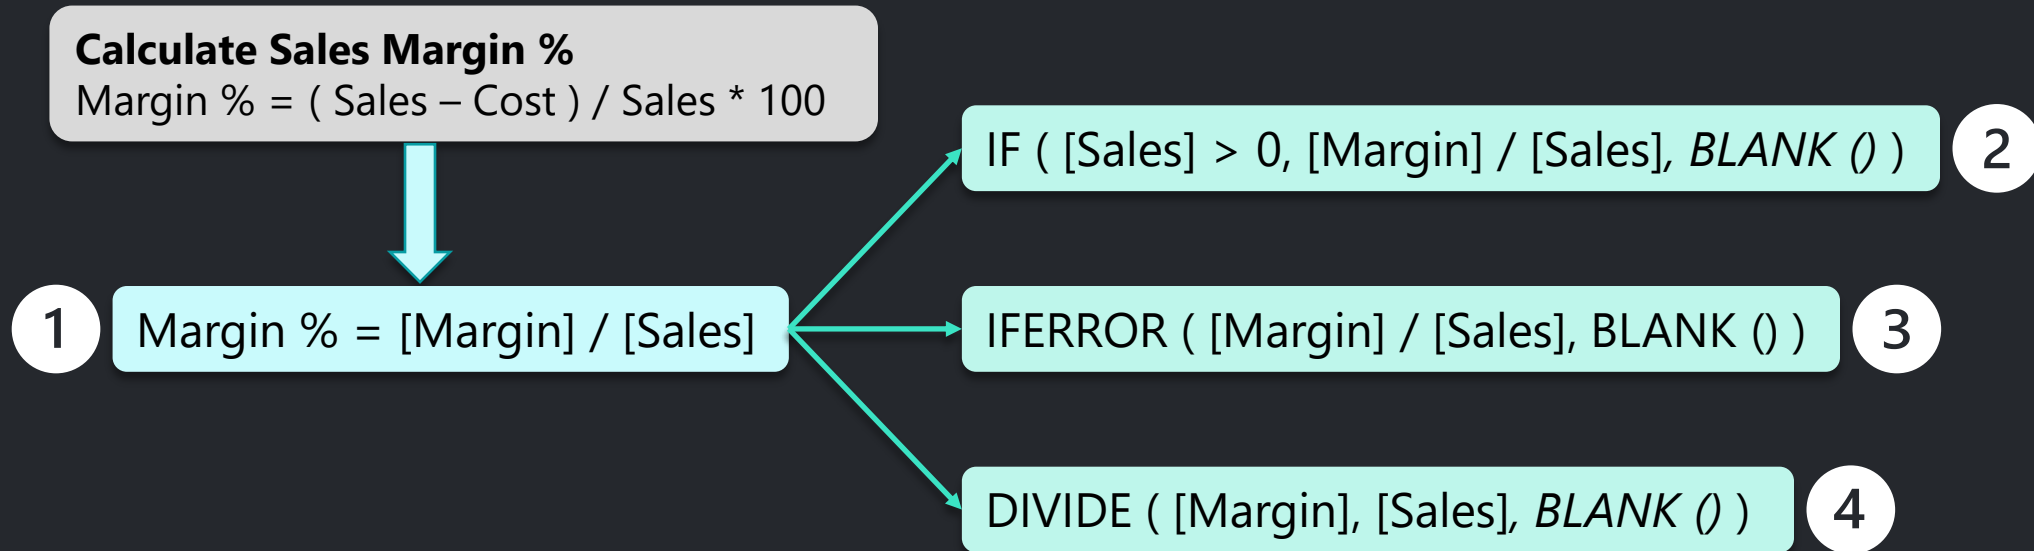 Calculate Sales Margin %
Margin % = ( Sales – Cost ) / Sales * 100
1
Margin % = [Margin] / [Sales]
IF ( [Sales] > 0, [Margin] / [Sales], BLANK () )
2
IFERROR ( [Margin] / [Sales], BLANK () )
3
DIVIDE ( [Margin], [Sales], BLANK () )
4